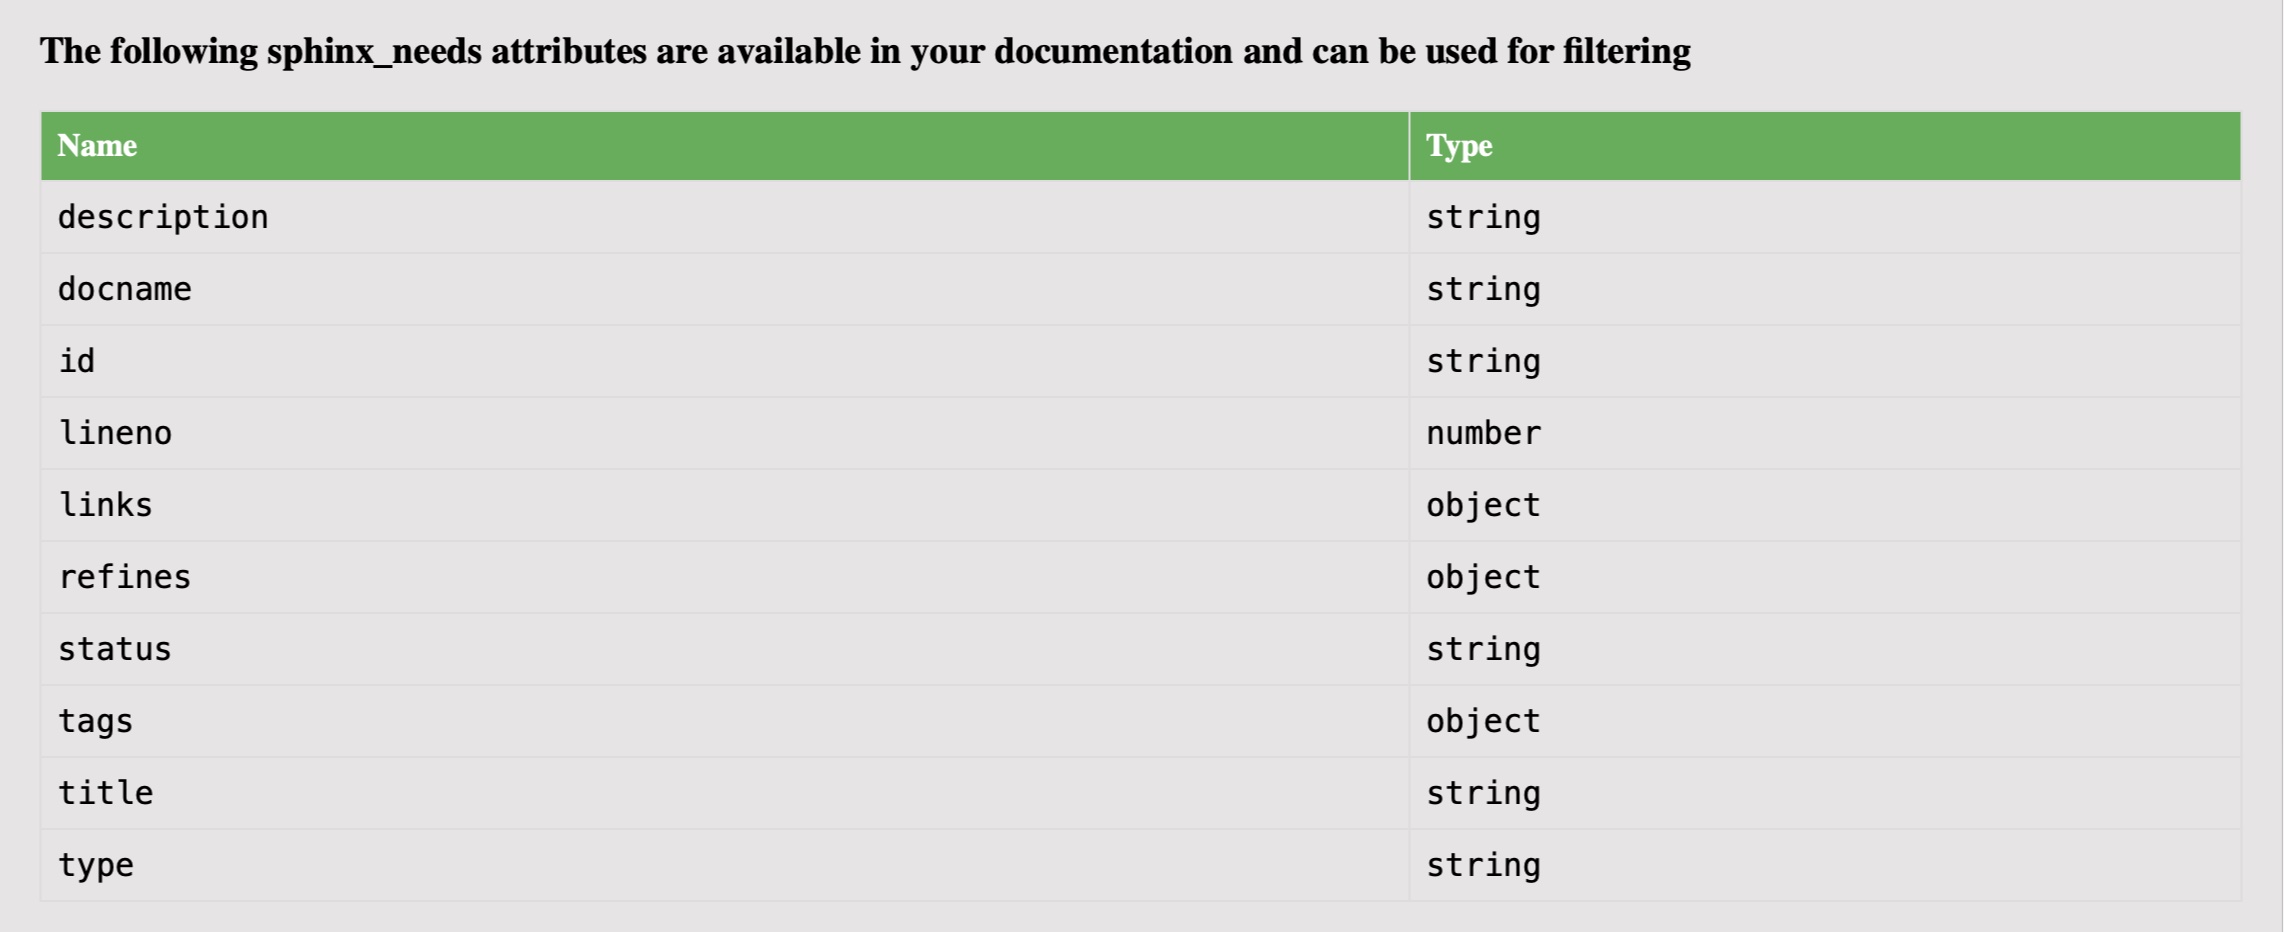 The following sphinx_needs attributes are available in your documentation and can be used for filtering
Name Type
description string
docname string
id string
lineno number
links object
refines object
status string
tags object
title string
type string